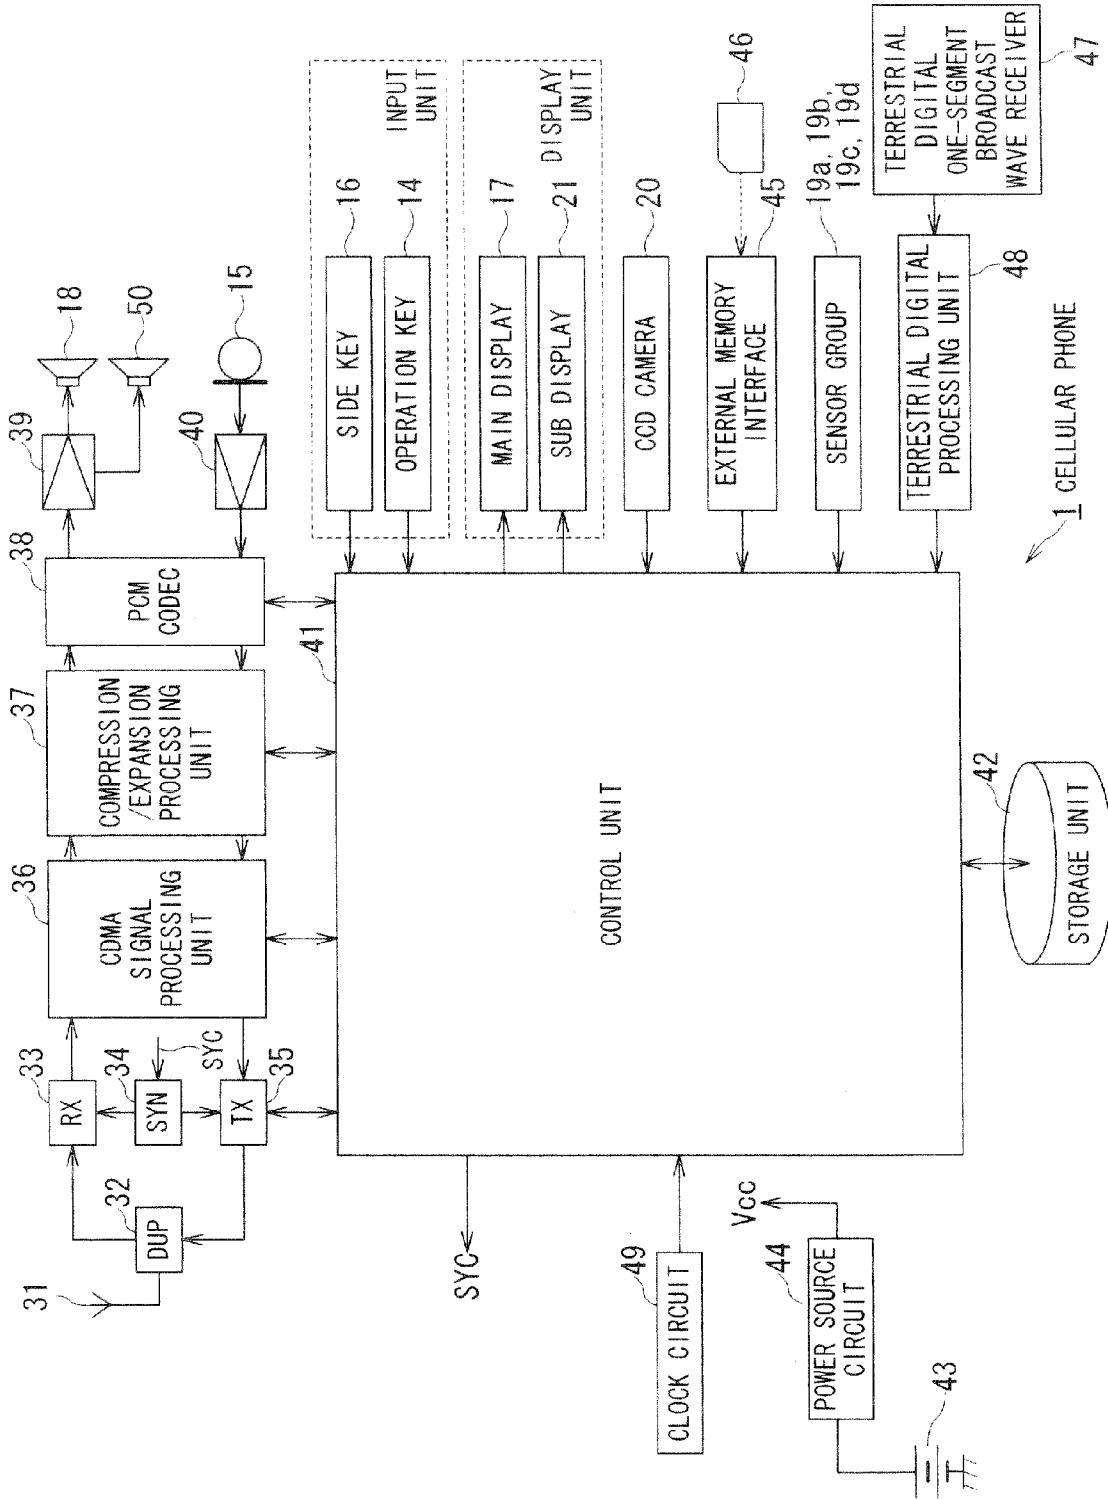 31
32
DUP
33
RX
34
SYN
SYC
35
TX
36
CDMA
SIGNAL
PROCESSING
UNIT
37
COMPRESSION
/EXPANSION
PROCESSING
UNIT
38
PCM
CODEC
39
40
18
50
15
41
CONTROL UNIT
SIDE KEY
16
OPERATION KEY
14
INPUT
UNIT
MAIN DISPLAY
17
SUB DISPLAY
21
DISPLAY
UNIT
CCD CAMERA
20
EXTERNAL MEMORY
INTERFACE
45
46
SENSOR GROUP
19a, 19b,
19c, 19d
TERRESTRIAL DIGITAL
PROCESSING UNIT
48
TERRESTRIAL
DIGITAL
ONE-SEGMENT
BROADCAST
WAVE RECEIVER
47
SYC
49
CLOCK CIRCUIT
Vcc
44
POWER SOURCE
CIRCUIT
43
42
STORAGE UNIT
1 CELLULAR PHONE